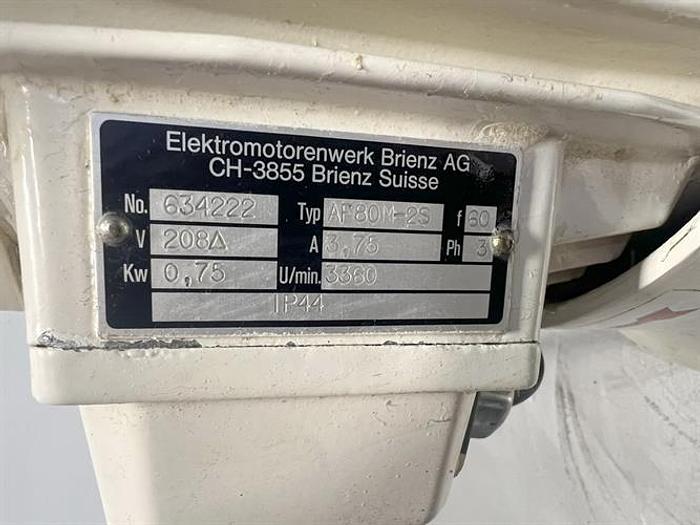 Elektromotorenwerk Brienz AG
CH-3855 Brienz Suisse
No. 634222 Typ AF80M-2S f 60
V 208Δ A 3,75 Ph 3
Kw 0,75 U/min. 3360
IP44